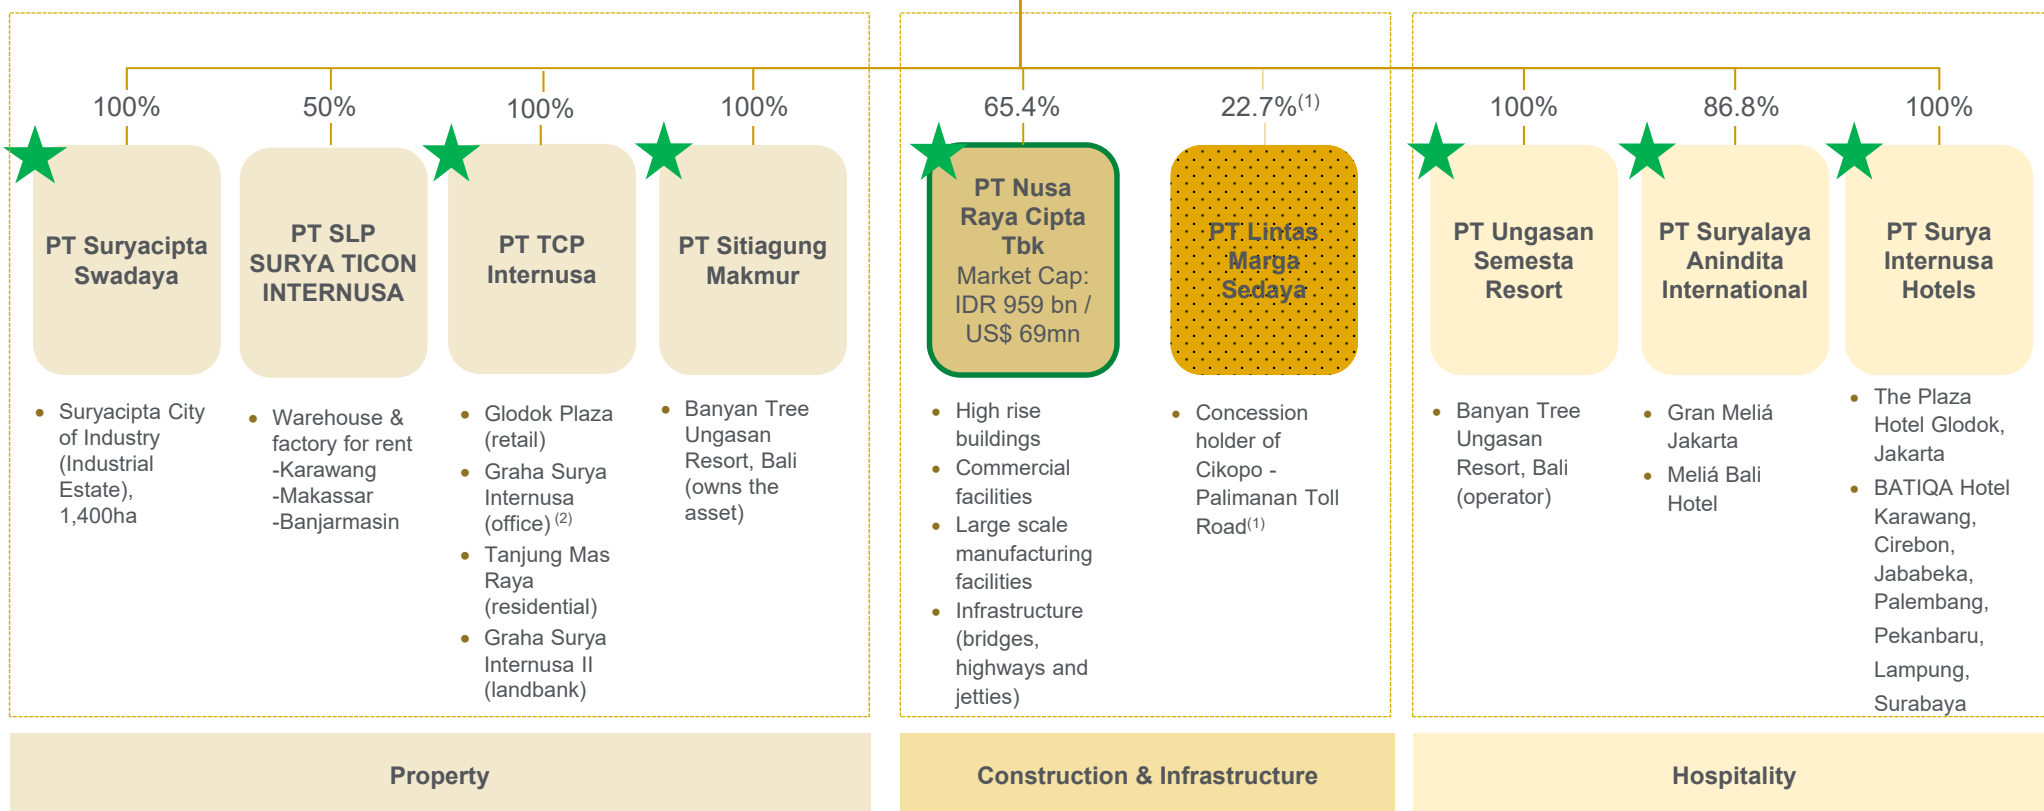 100%
50%
100%
100%
65.4%
22.7%(1)
100%
86.8%
100%
PT Suryacipta
Swadaya
PT SLP
SURYA TICON
INTERNUSA
PT TCP
Internusa
PT Sitiagung
Makmur
PT Nusa
Raya Cipta
Tbk
Market Cap:
IDR 959 bn /
US$ 69mn
PT Lintas
Marga
Sedaya
PT Ungasan
Semesta
Resort
PT Suryalaya
Anindita
International
PT Surya
Internusa
Hotels
• Suryacipta City
of Industry
(Industrial
Estate),
1,400ha
• Warehouse &
factory for rent
-Karawang
-Makassar
-Banjarmasin
• Glodok Plaza
(retail)
• Graha Surya
Internusa
(office) (2)
• Tanjung Mas
Raya
(residential)
• Graha Surya
Internusa II
(landbank)
• Banyan Tree
Ungasan
Resort, Bali
(owns the
asset)
• High rise
buildings
• Commercial
facilities
• Large scale
manufacturing
facilities
• Infrastructure
(bridges,
highways and
jetties)
• Concession
holder of
Cikopo -
Palimanan Toll
Road(1)
• Banyan Tree
Ungasan
Resort, Bali
(operator)
• Gran Meliá
Jakarta
• Meliá Bali
Hotel
• The Plaza
Hotel Glodok,
Jakarta
• BATIQA Hotel
Karawang,
Cirebon,
Jababeka,
Palembang,
Pekanbaru,
Lampung,
Surabaya
Property
Construction & Infrastructure
Hospitality